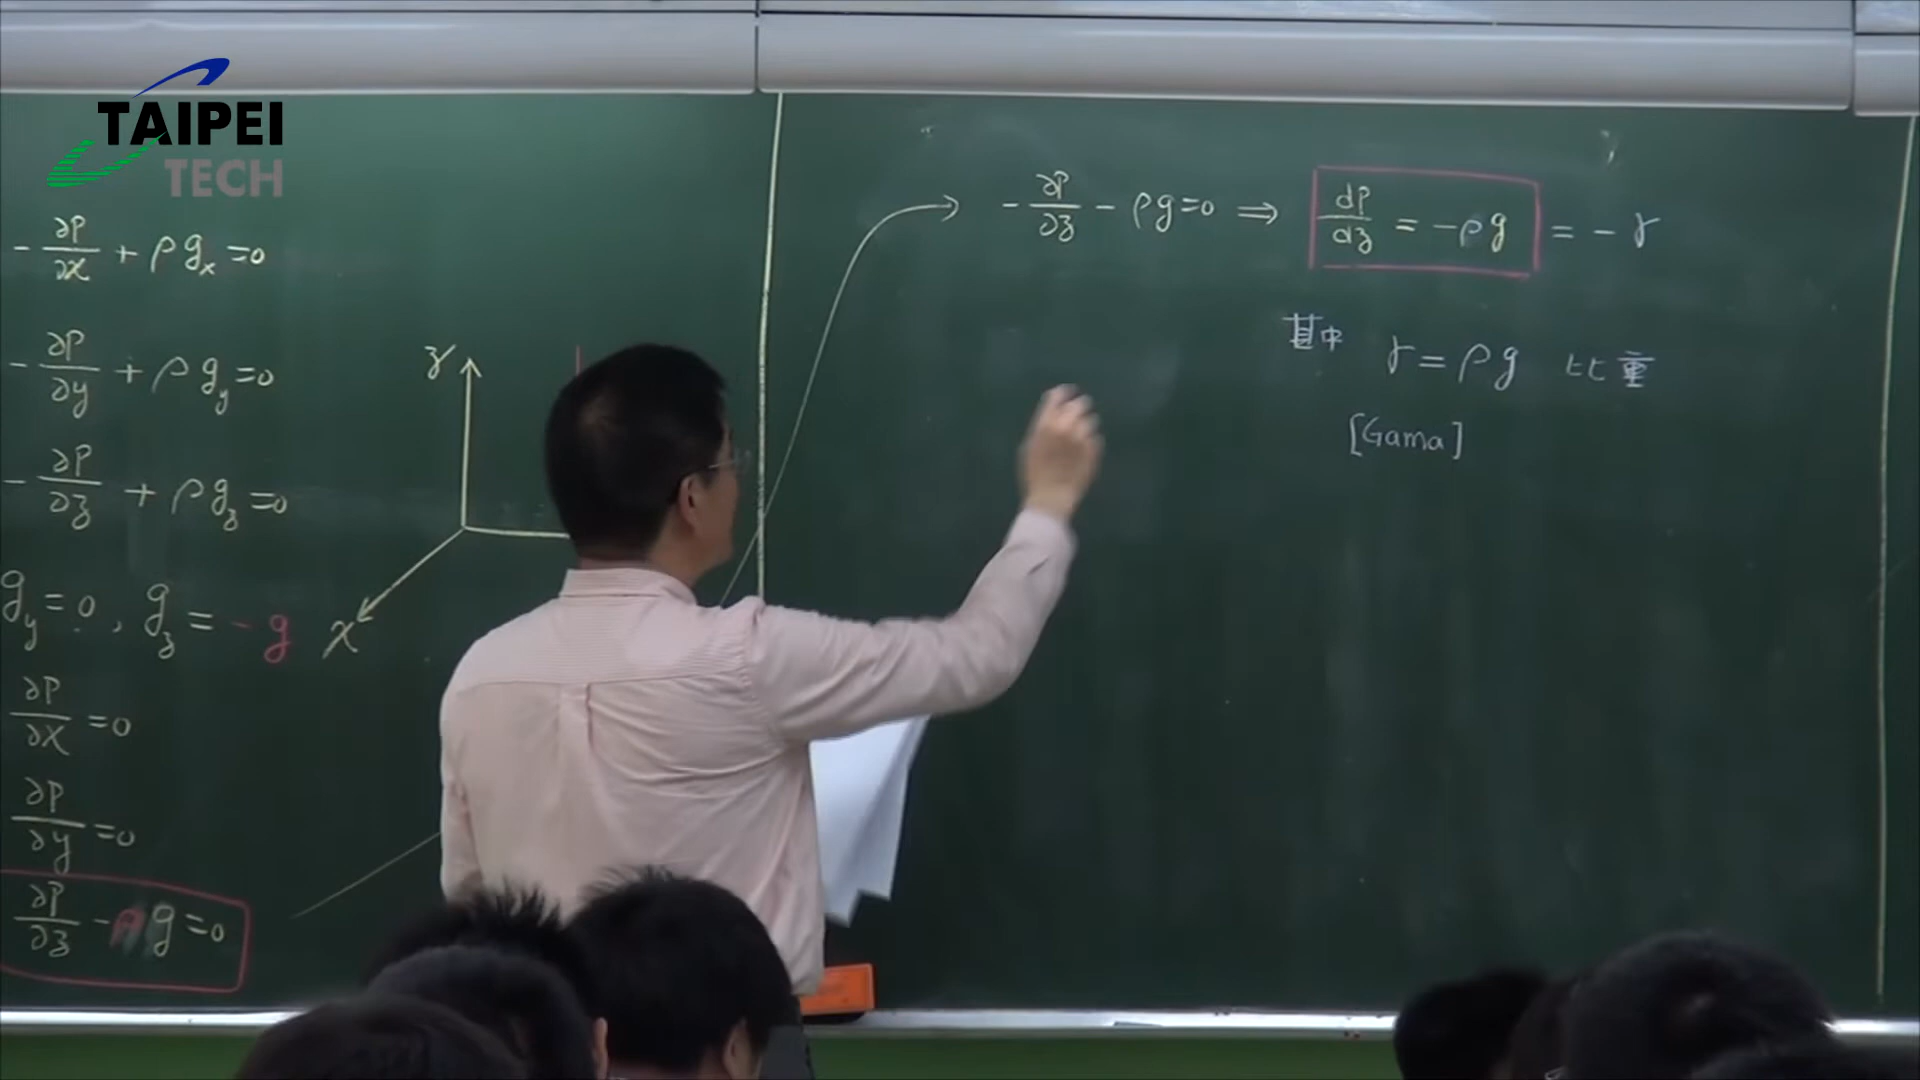 TAIPEI
TECH
-∂P/∂x + ρg_x = 0
-∂P/∂y + ρg_y = 0
-∂P/∂z + ρg_z = 0
g_y = 0, g_z = -g
∂P/∂x = 0
∂P/∂y = 0
∂P/∂z - ρg = 0
z
x
-∂P/∂z - ρg = 0 ⇒ dP/dz = -ρg = -γ
其中 γ = ρg 比重
[Gama]